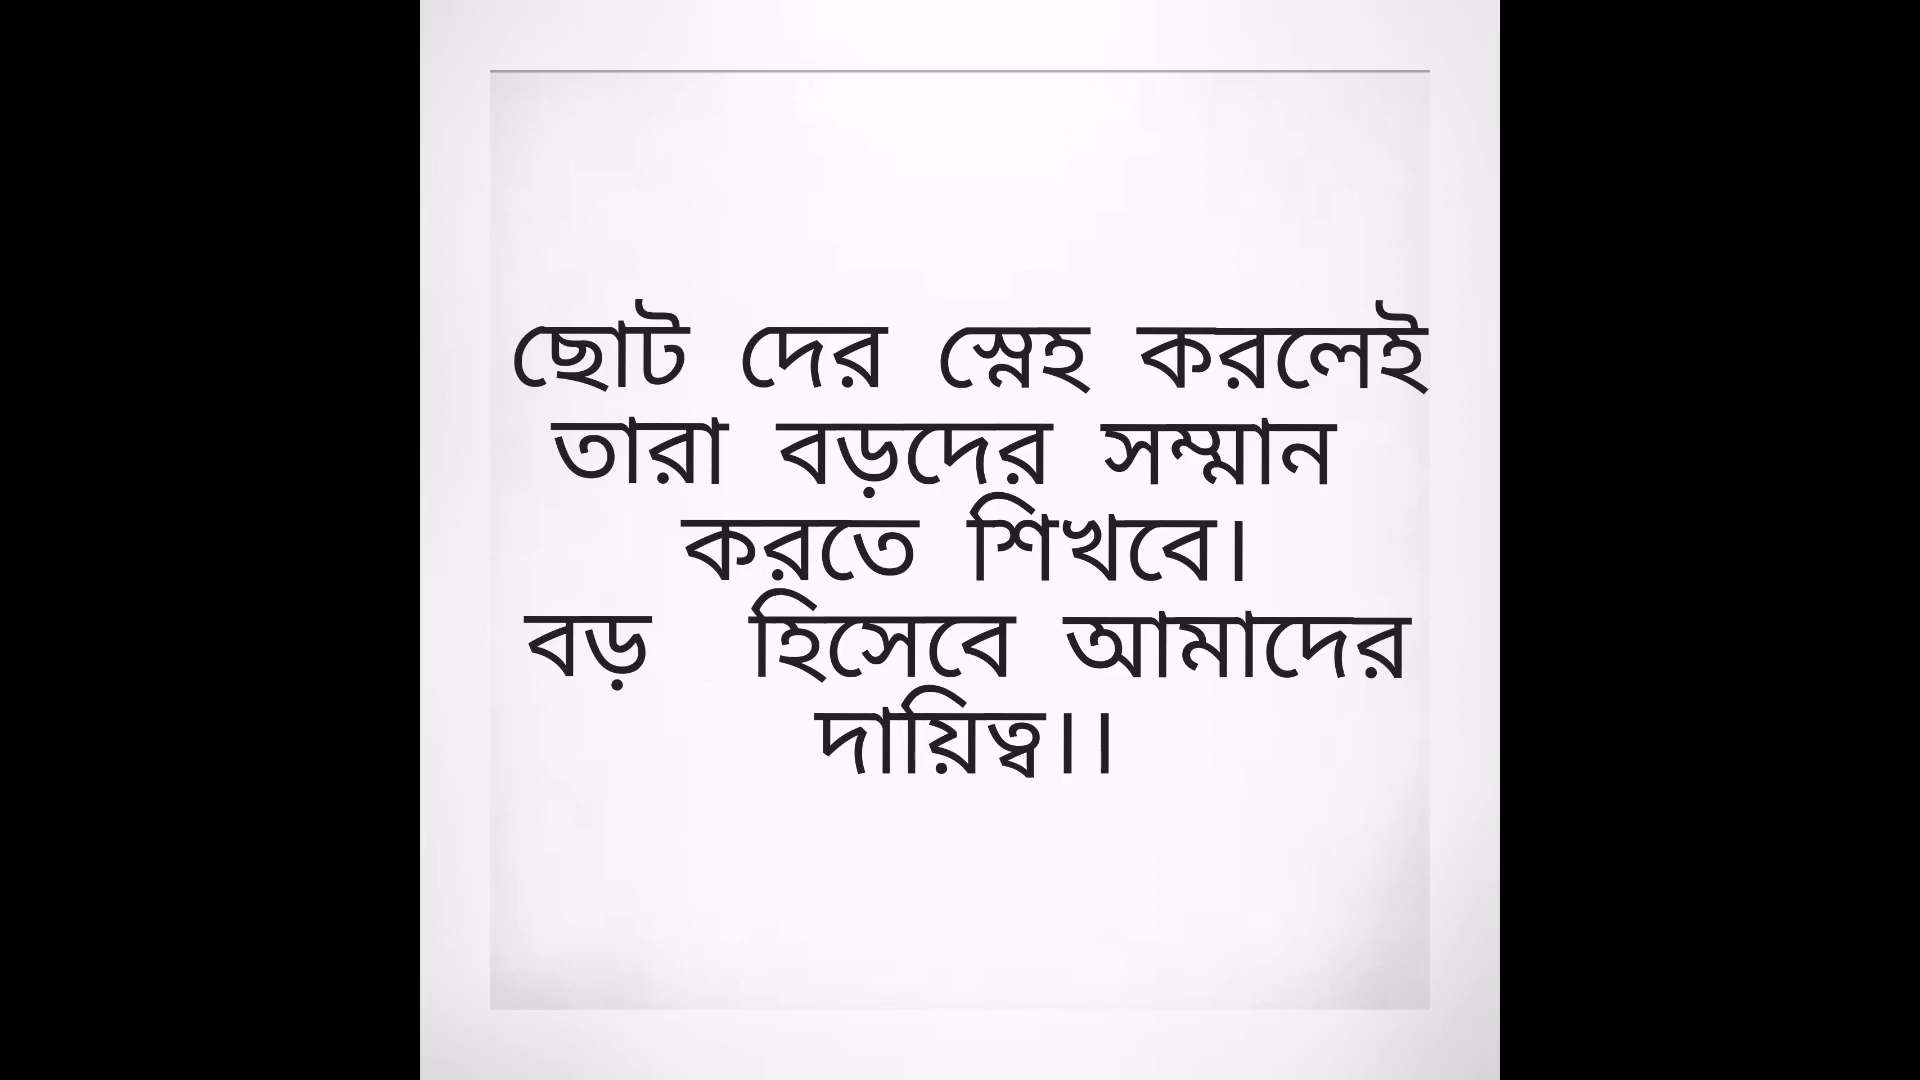 ছোট দের স্নেহ করলেই
তারা বড়দের সম্মান
করতে শিখবে।
বড় হিসেবে আমাদের
দায়িত্ব।।